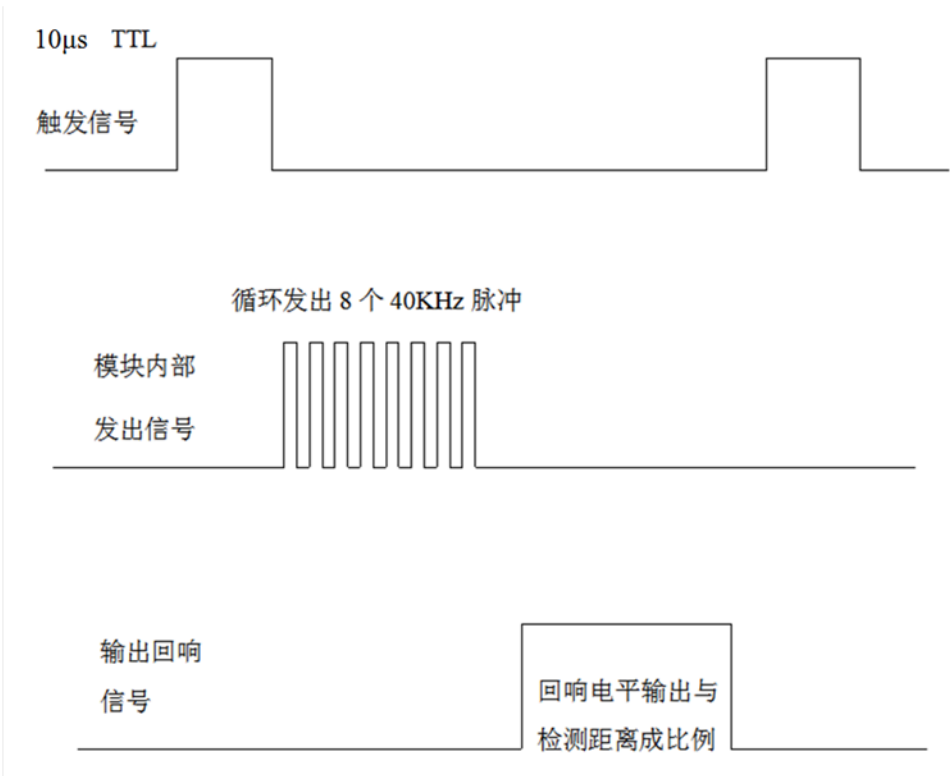 10μs TTL
触发信号
循环发出 8 个 40KHz 脉冲
模块内部
发出信号
输出回响
信号
回响电平输出与
检测距离成比例